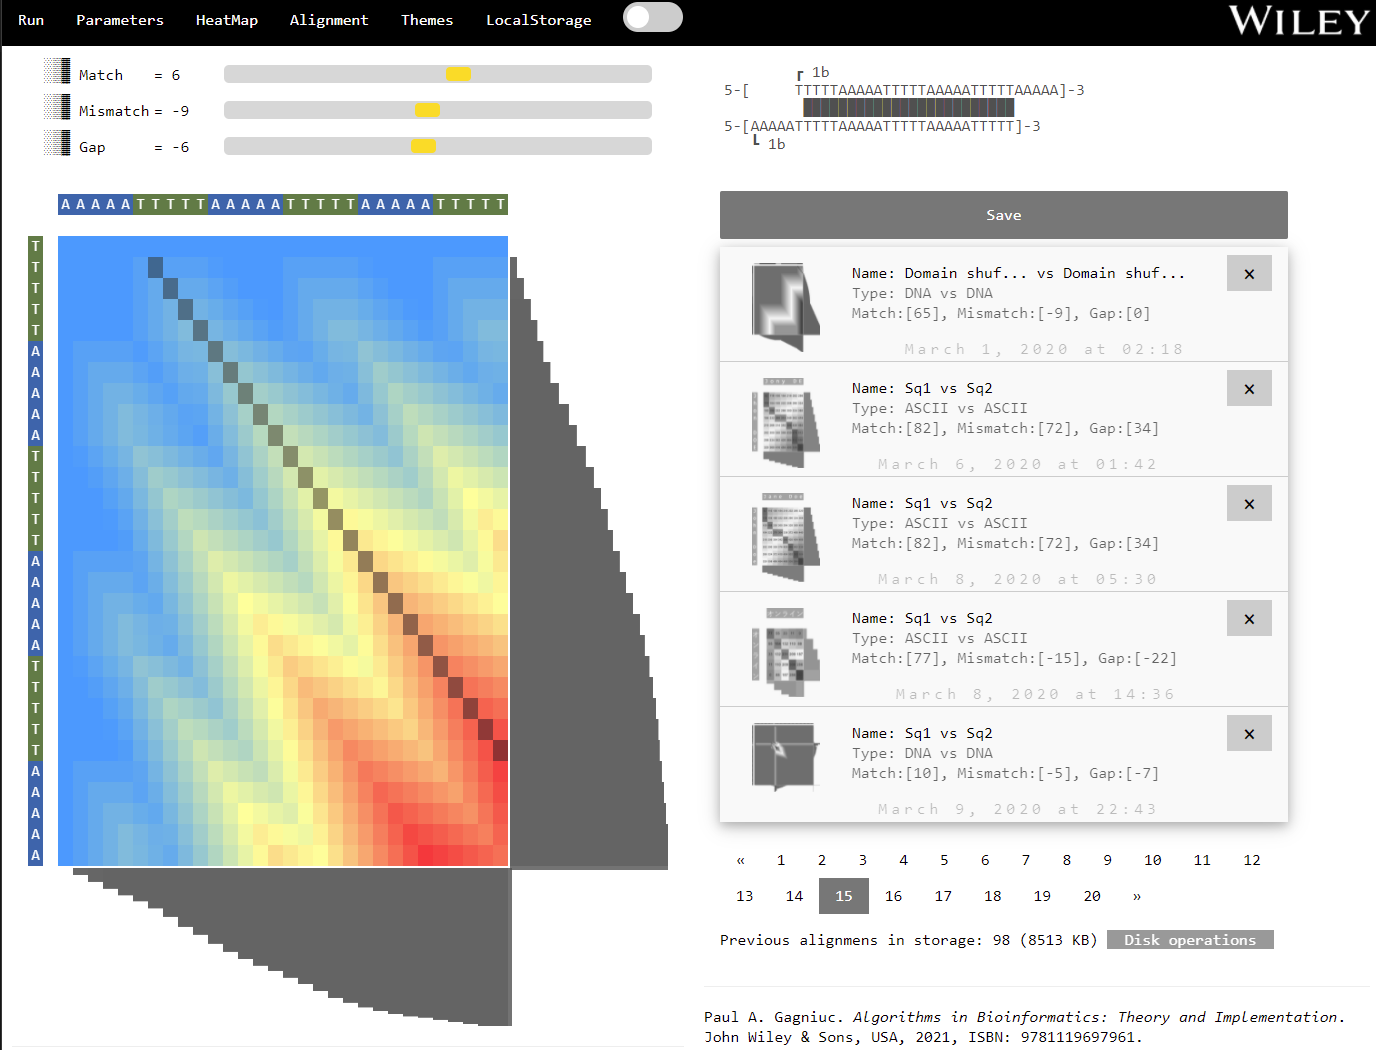 Run Parameters HeatMap Alignment Themes LocalStorage WILEY
Match = 6
Mismatch = -9
Gap = -6
┏ 1b
5-[ TTTTTAAAAATTTTTAAAAATTTTTAAAAA]-3
5-[AAAAATTTTTAAAAATTTTTAAAAATTTTT]-3
┗ 1b
A A A A A T T T T T A A A A A T T T T T A A A A A T T T T T
T
T
T
T
T
A
A
A
A
A
T
T
T
T
T
A
A
A
A
A
T
T
T
T
T
A
A
A
A
A
Save
Name: Domain shuf... vs Domain shuf... ×
Type: DNA vs DNA
Match:[65], Mismatch:[-9], Gap:[0]
March 1, 2020 at 02:18
Name: Sq1 vs Sq2 ×
Type: ASCII vs ASCII
Match:[82], Mismatch:[72], Gap:[34]
March 6, 2020 at 01:42
Name: Sq1 vs Sq2 ×
Type: ASCII vs ASCII
Match:[82], Mismatch:[72], Gap:[34]
March 8, 2020 at 05:30
オンライン
Name: Sq1 vs Sq2 ×
Type: ASCII vs ASCII
Match:[77], Mismatch:[-15], Gap:[-22]
March 8, 2020 at 14:36
Name: Sq1 vs Sq2 ×
Type: DNA vs DNA
Match:[10], Mismatch:[-5], Gap:[-7]
March 9, 2020 at 22:43
« 1 2 3 4 5 6 7 8 9 10 11 12
13 14 15 16 17 18 19 20 »
Previous alignmens in storage: 98 (8513 KB) Disk operations
Paul A. Gagniuc. Algorithms in Bioinformatics: Theory and Implementation.
John Wiley & Sons, USA, 2021, ISBN: 9781119697961.